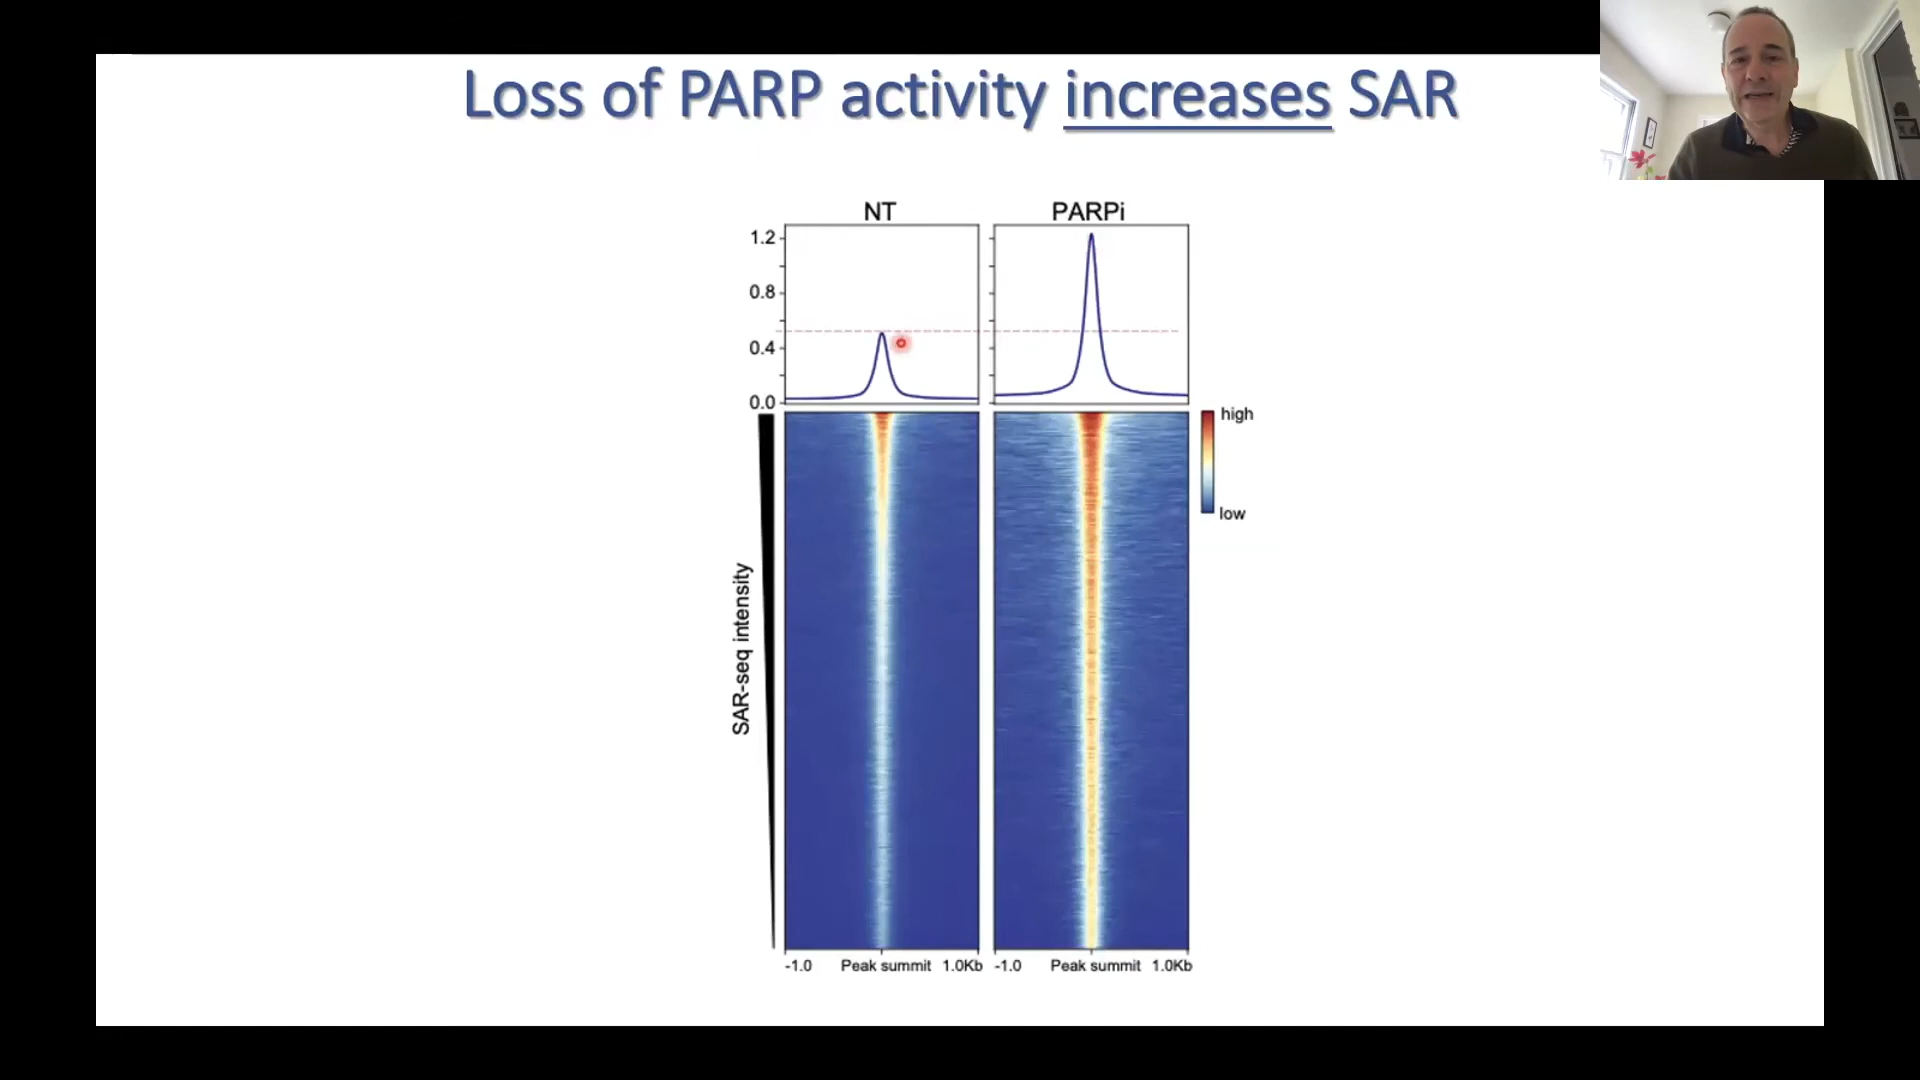 Loss of PARP activity increases SAR
NT
PARPi
1.2
0.8
0.4
0.0
high
low
SAR-seq intensity
-1.0 Peak summit 1.0Kb
-1.0 Peak summit 1.0Kb